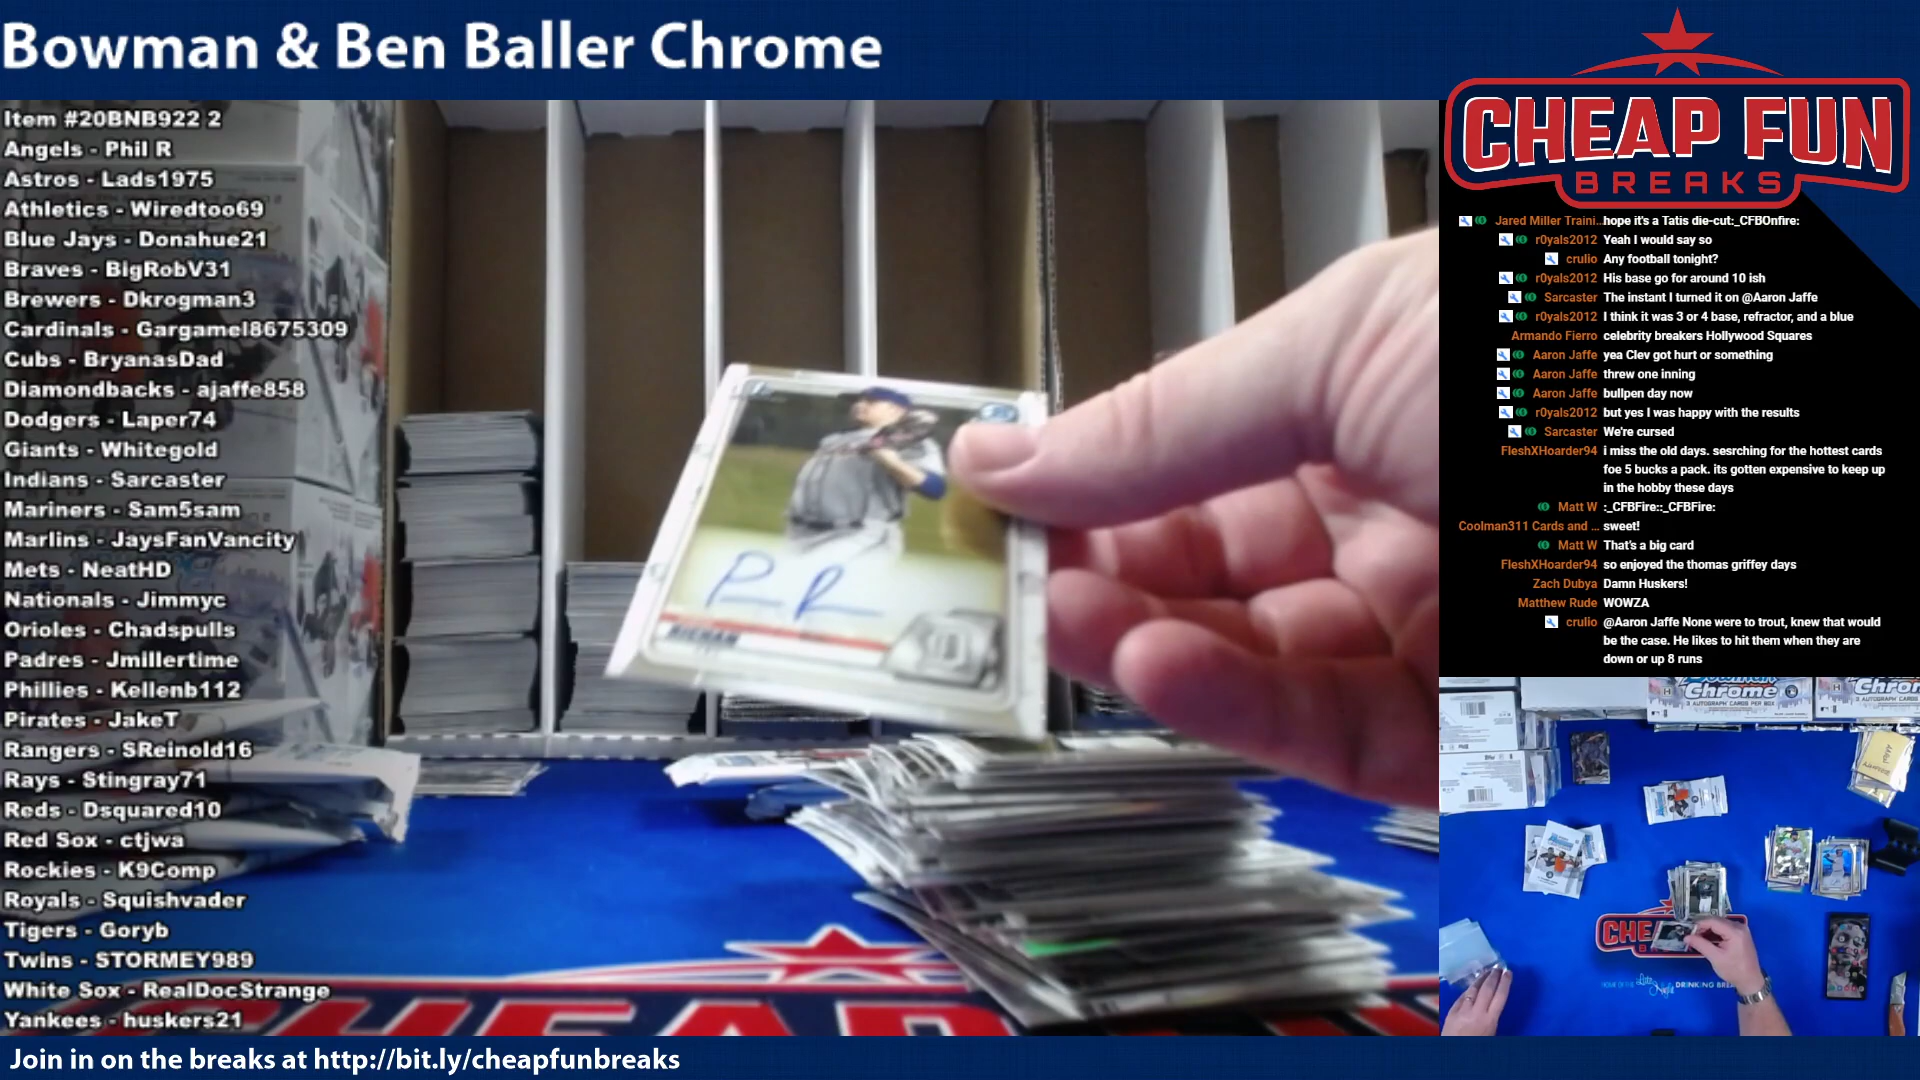 Bowman & Ben Baller Chrome
Item #20BNB922 2
Angels - Phil R
Astros - Lads1975
Athletics - Wiredtoo69
Blue Jays - Donahue21
Braves - BigRobV31
Brewers - Dkrogman3
Cardinals - Gargamel8675309
Cubs - BryanasDad
Diamondbacks - ajaffe858
Dodgers - Laper74
Giants - Whitegold
Indians - Sarcaster
Mariners - Sam5sam
Marlins - JaysFanVancity
Mets - NeatHD
Nationals - Jimmyc
Orioles - Chadspulls
Padres - Jmillertime
Phillies - Kellenb112
Pirates - JakeT
Rangers - SReinold16
Rays - Stingray71
Reds - Dsquared10
Red Sox - ctjwa
Rockies - K9Comp
Royals - Squishvader
Tigers - Goryb
Twins - STORMEY989
White Sox - RealDocStrange
Yankees - huskers21
CHEAP FUN
BREAKS
Jared Miller Traini... hope it's a Tatis die-cut:_CFBOnfire:
r0yals2012 Yeah I would say so
crulio Any football tonight?
r0yals2012 His base go for around 10 ish
Sarcaster The instant I turned it on @Aaron Jaffe
r0yals2012 I think it was 3 or 4 base, refractor, and a blue
Armando Fierro celebrity breakers Hollywood Squares
Aaron Jaffe yea Clev got hurt or something
Aaron Jaffe threw one inning
Aaron Jaffe bullpen day now
r0yals2012 but yes I was happy with the results
Sarcaster We're cursed
FleshXHoarder94 i miss the old days. sesrching for the hottest cards
foe 5 bucks a pack. its gotten expensive to keep up
in the hobby these days
Matt W :_CFBFire::_CFBFire:
Coolman311 Cards and ... sweet!
Matt W That's a big card
FleshXHoarder94 so enjoyed the thomas griffey days
Zach Dubya Damn Huskers!
Matthew Rude WOWZA
crulio @Aaron Jaffe None were to trout, knew that would
be the case. He likes to hit them when they are
down or up 8 runs
Chrome
3 AUTOGRAPH CARDS PER BOX
Join in on the breaks at http://bit.ly/cheapfunbreaks